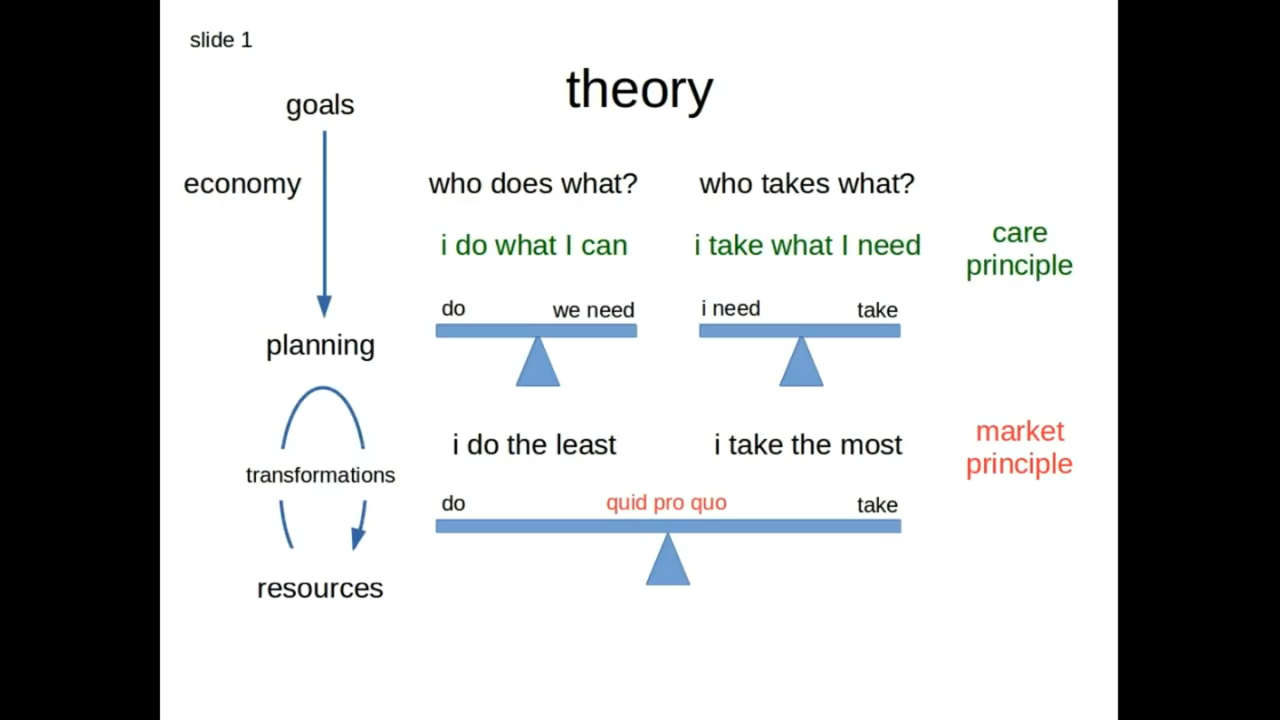 slide 1
theory
goals
economy
who does what?
who takes what?
i do what I can
i take what I need
care
principle
do
we need
i need
take
planning
i do the least
i take the most
market
principle
transformations
do
quid pro quo
take
resources